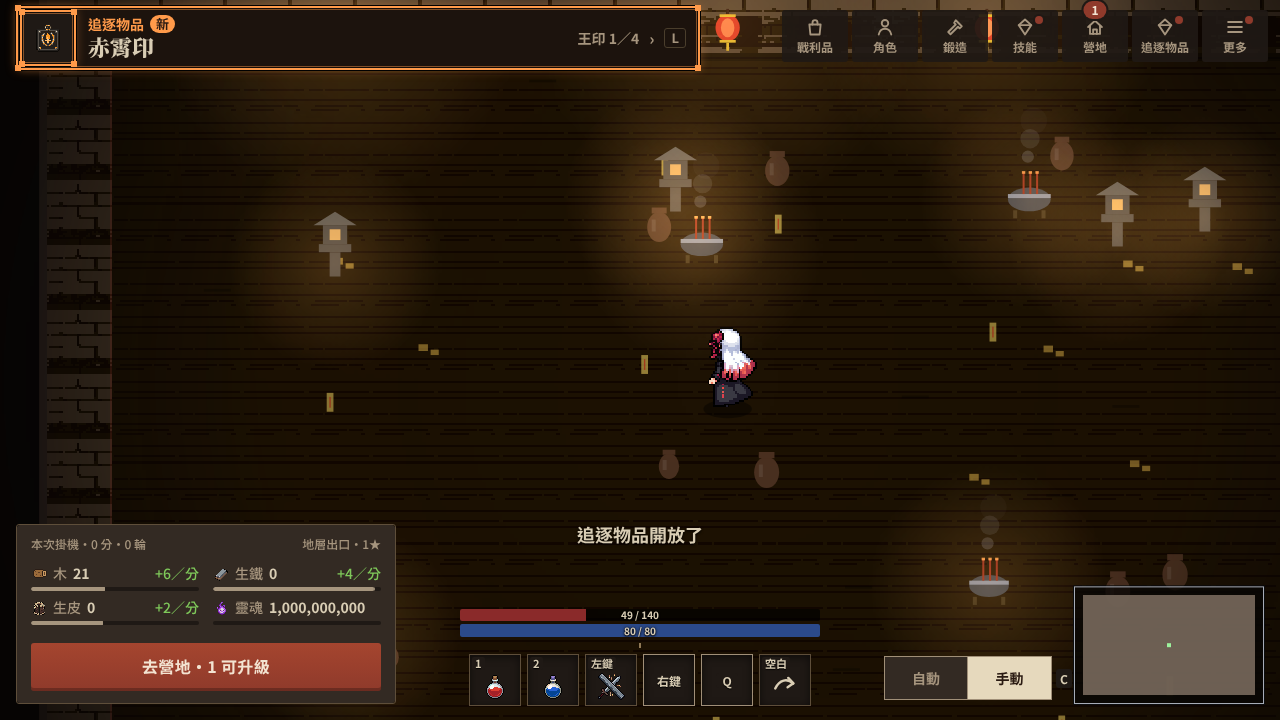 追逐物品 新
赤霄印
王印 1／4 › L
戰利品
角色
鍛造
技能
1
營地
追逐物品
更多
追逐物品開放了
本次掛機・0 分・0 輪
地層出口・1★
木 21 +6／分
生鐵 0 +4／分
生皮 0 +2／分
靈魂 1,000,000,000
去營地・1 可升級
49 / 140
80 / 80
1
2
左鍵
右鍵
Q
空白
自動
手動
C